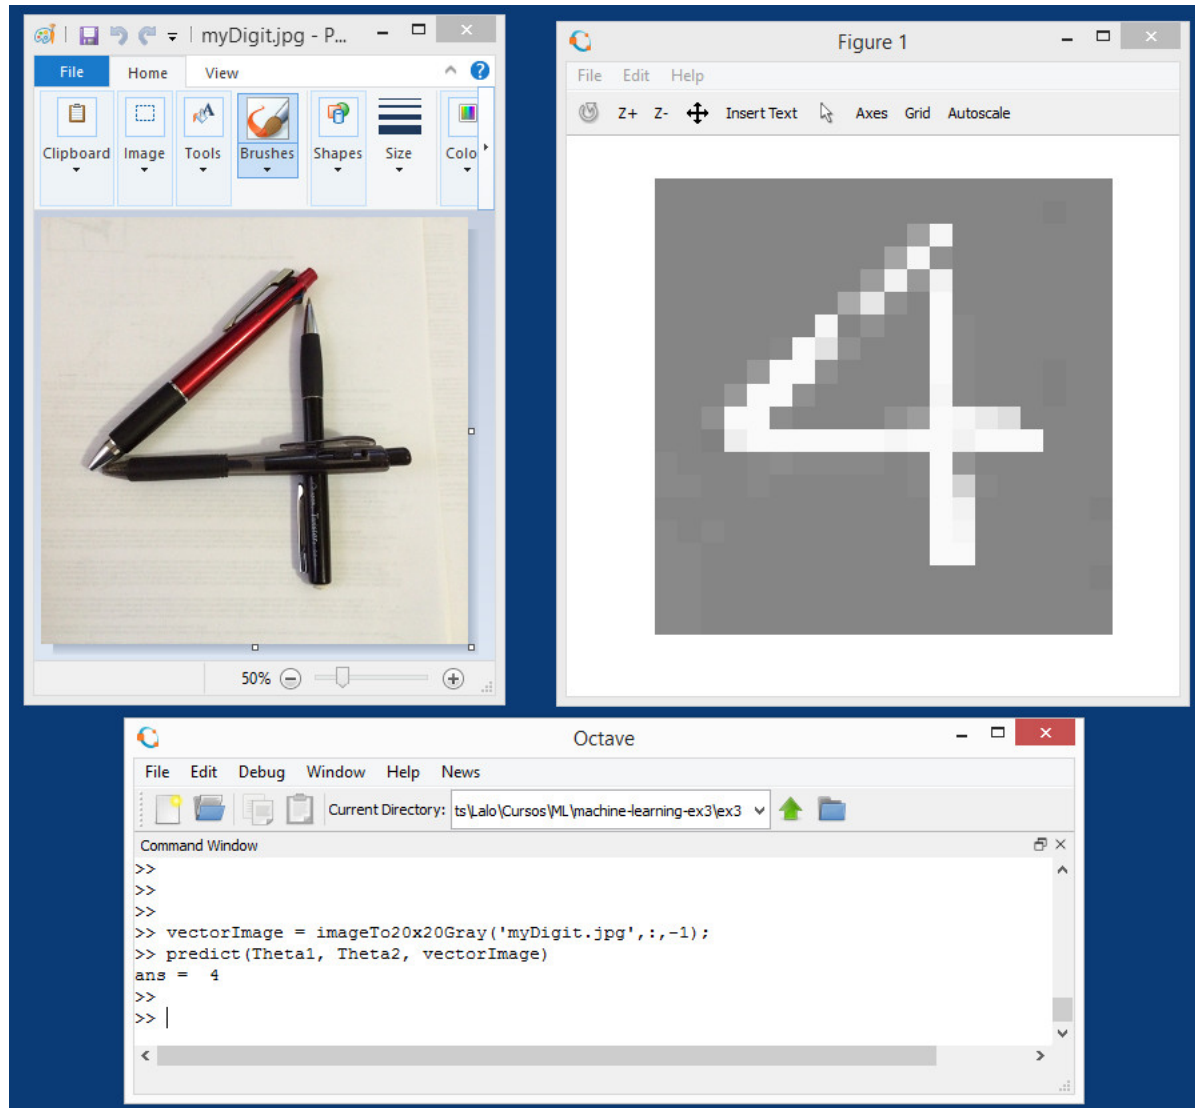 myDigit.jpg - P...
File Home View
Clipboard Image Tools Brushes Shapes Size Colo
50%
Figure 1
File Edit Help
Z+ Z- Insert Text Axes Grid Autoscale
Octave
File Edit Debug Window Help News
Current Directory: ts\Lalo\Cursos\ML\machine-learning-ex3\ex3
Command Window
>>
>>
>>
>> vectorImage = imageTo20x20Gray('myDigit.jpg',:,-1);
>> predict(Theta1, Theta2, vectorImage)
ans =  4
>>
>>